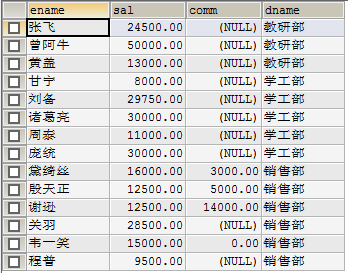 ename sal comm dname
张飞 24500.00 (NULL) 教研部
曾阿牛 50000.00 (NULL) 教研部
黄盖 13000.00 (NULL) 教研部
甘宁 8000.00 (NULL) 学工部
刘备 29750.00 (NULL) 学工部
诸葛亮 30000.00 (NULL) 学工部
周泰 11000.00 (NULL) 学工部
庞统 30000.00 (NULL) 学工部
黛绮丝 16000.00 3000.00 销售部
殷天正 12500.00 5000.00 销售部
谢逊 12500.00 14000.00 销售部
关羽 28500.00 (NULL) 销售部
韦一笑 15000.00 0.00 销售部
程普 9500.00 (NULL) 销售部